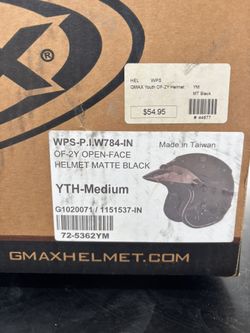 HEL WPS
GMAX Youth OF-2Y Helmet YM
MT Black
$54.95
# 44677
WPS-P.I.W784-IN
Made in Taiwan
OF-2Y OPEN-FACE
HELMET MATTE BLACK
YTH-Medium
G1020071 / 1151537-IN
72-5362YM
GMAXHELMET.COM